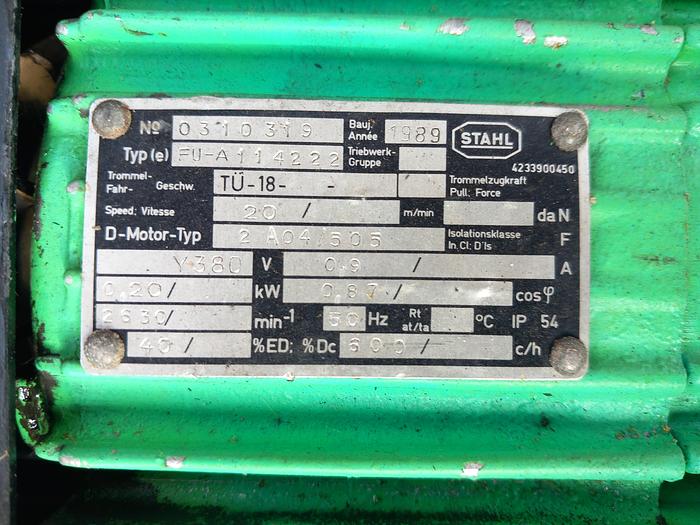 No 0310319 Bauj. Année 1989 STAHL
Typ (e) FU-A114222 Triebwerk-Gruppe 4233900450
Trommel- Fahr- Geschw. TÜ-18- - Trommelzugkraft Pull: Force
Speed: Vitesse 20 / m/min daN
D-Motor-Typ 2 A04/505 Isolationsklasse In. Cl: D'Is F
Y380 V 0.9 / A
0.20/ kW 0.87/ cosφ
2630/ min⁻¹ 50 Hz Rt at/ta °C IP 54
40/ %ED; %Dc 600/ c/h